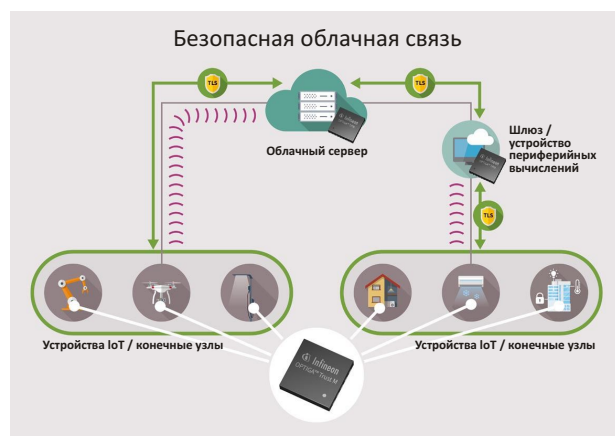 Безопасная облачная связь
TLS
TLS
Облачный сервер
Шлюз /
устройство
периферийных
вычислений
TLS
Устройства IoT / конечные узлы
Устройства IoT / конечные узлы
Infineon
OPTIGA™ Trust M